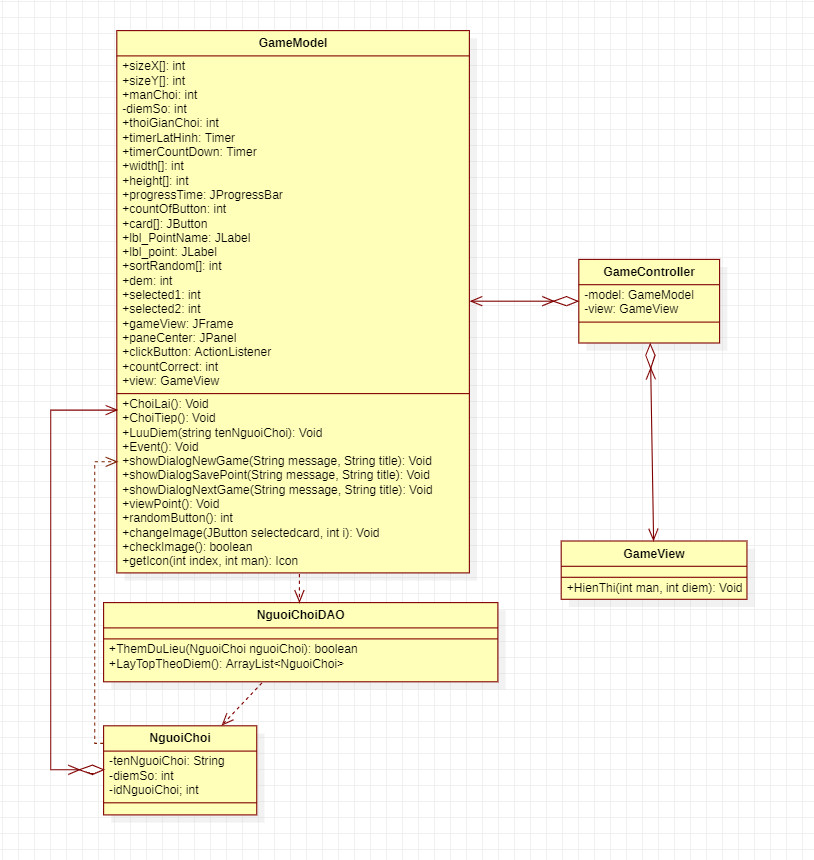 GameModel
+sizeX[]: int
+sizeY[]: int
+manChoi: int
-diemSo: int
+thoiGianChoi: int
+timerLatHinh: Timer
+timerCountDown: Timer
+width[]: int
+height[]: int
+progressTime: JProgressBar
+countOfButton: int
+card[]: JButton
+lbl_PointName: JLabel
+lbl_point: JLabel
+sortRandom[]: int
+dem: int
+selected1: int
+selected2: int
+gameView: JFrame
+paneCenter: JPanel
+clickButton: ActionListener
+countCorrect: int
+view: GameView
+ChoiLai(): Void
+ChoiTiep(): Void
+LuuDiem(string tenNguoiChoi): Void
+Event(): Void
+showDialogNewGame(String message, String title): Void
+showDialogSavePoint(String message, String title): Void
+showDialogNextGame(String message, String title): Void
+viewPoint(): Void
+randomButton(): int
+changeImage(JButton selectedcard, int i): Void
+checkImage(): boolean
+getIcon(int index, int man): Icon
GameController
-model: GameModel
-view: GameView
GameView
+HienThi(int man, int diem): Void
NguoiChoiDAO
+ThemDuLieu(NguoiChoi nguoiChoi): boolean
+LayTopTheoDiem(): ArrayList<NguoiChoi>
NguoiChoi
-tenNguoiChoi: String
-diemSo: int
-idNguoiChoi; int